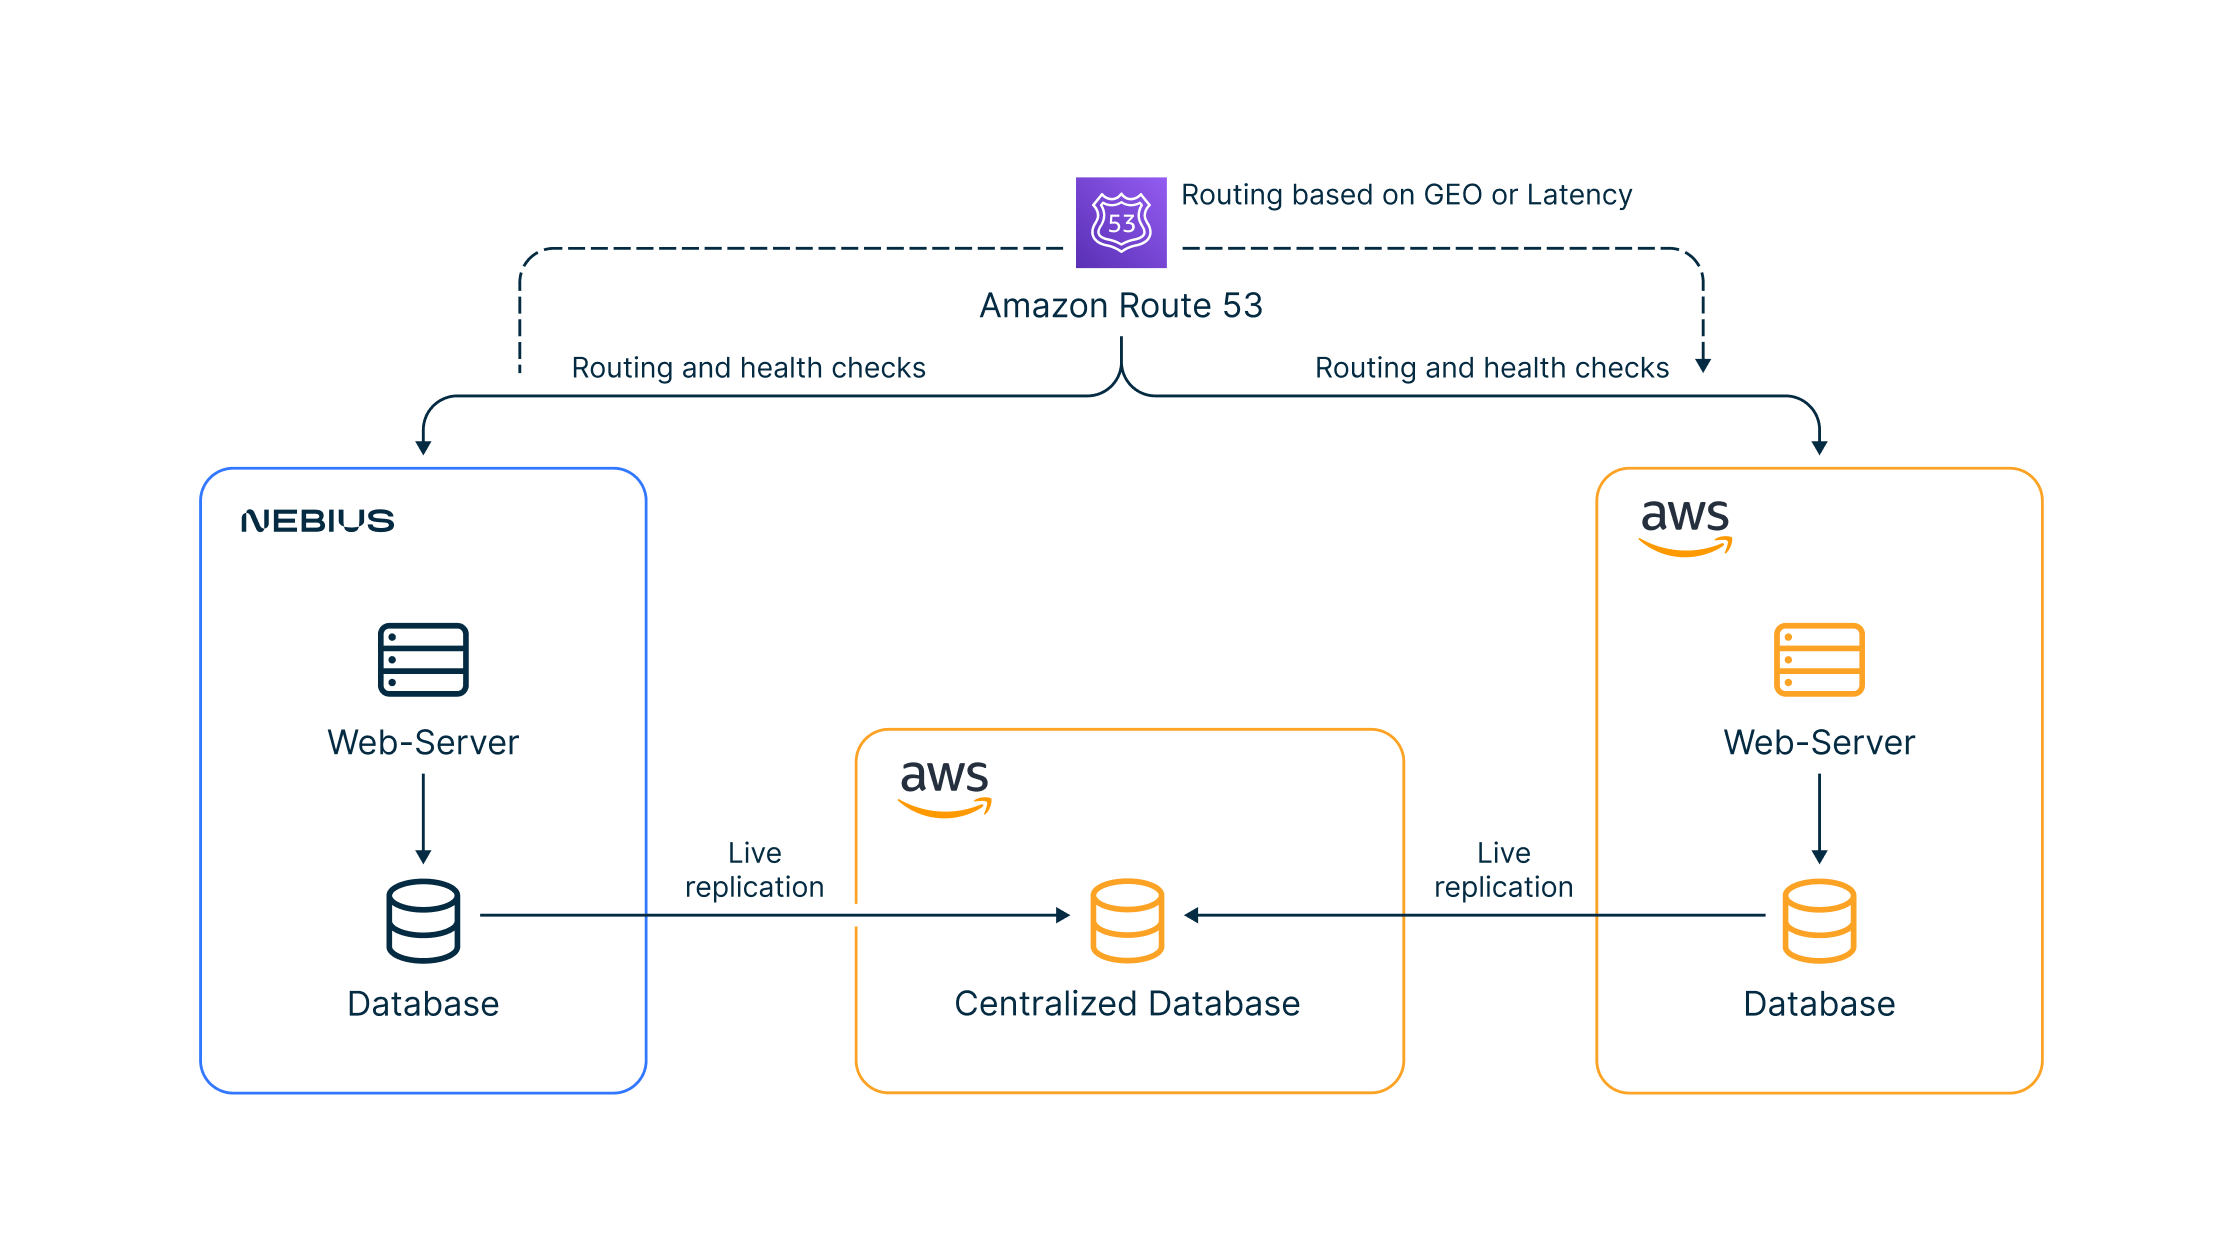 53
Routing based on GEO or Latency
Amazon Route 53
Routing and health checks
Routing and health checks
NEBIUS
aws
Web-Server
Web-Server
aws
Live
replication
Live
replication
Database
Centralized Database
Database